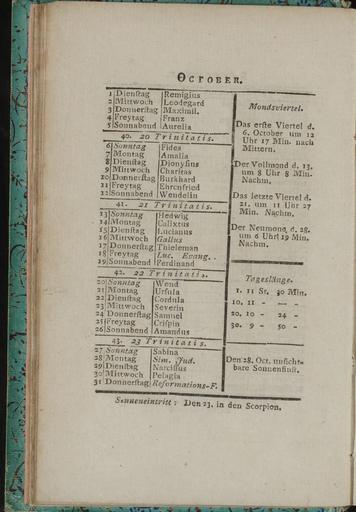 OCTOBER.
1 Dienſtag Remigius
2 Mittwoch Leodegard
3 Donnerſtag Maximil.
4 Freytag Franz
5 Sonnabend Aurelia
40. 20 Trinitatis.
6 Sonntag Fides
7 Montag Amalia
8 Dienſtag Dionyſius
9 Mittwoch Charitas
10 Donnerſtag Burkhard
11 Freytag Ehrenfried
12 Sonnabend Wendelin
41. 21 Trinitatis.
13 Sonntag Hedwig
14 Montag Calixtus
15 Dienſtag Lucianus
16 Mittwoch Gallus
17 Donnerſtag Thieleman
18 Freytag Luc. Evang.
19 Sonnabend Ferdinand
42. 22 Trinitatis.
20 Sonntag Wend
21 Montag Urſula
22 Dienſtag Cordula
23 Mittwoch Severin
24 Donnerſtag Samuel
25 Freytag Criſpin
26 Sonnabend Amandus
43. 23 Trinitatis.
27 Sonntag Sabina
28 Montag Sim. Jud.
29 Dienſtag Narciſſus
30 Mittwoch Pelagia
31 Donnerſtag Reformations-F.
Mondsviertel.
Das erſte Viertel d.
6. October um 12
Uhr 17 Min. nach
Mittern.
Der Vollmond d. 13.
um 8 Uhr 8 Min.
Nachm.
Das letzte Viertel d.
21. um 11 Uhr 27
Min. Nachm.
Der Neumond, d. 28.
um 6 Uhr 19 Min.
Nachm.
Tageslänge.
1. 11 St. 30 Min.
10. 11 - — -
20. 10 - 24 -
30. 9 - 50 -
Den 28. Oct. unſicht-
bare Sonnenfinſt.
Sonneneintritt: Den 23. in den Scorpion.